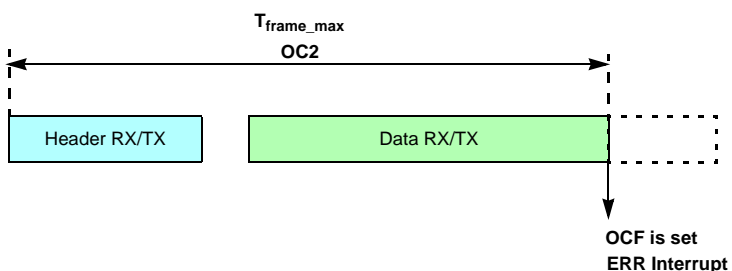 Tframe_max
OC2
Header RX/TX
Data RX/TX
OCF is set
ERR Interrupt